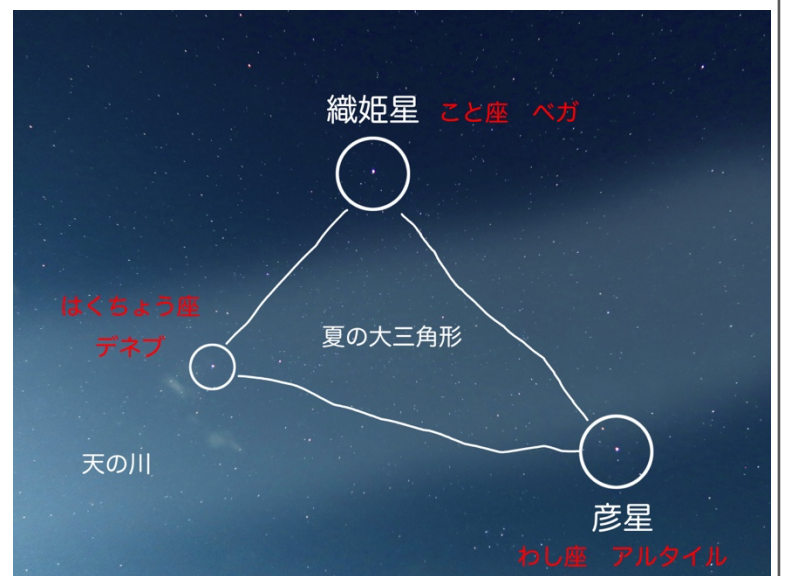 織姫星 こと座 ベガ
はくちょう座
デネブ
夏の大三角形
天の川
彦星
わし座 アルタイル